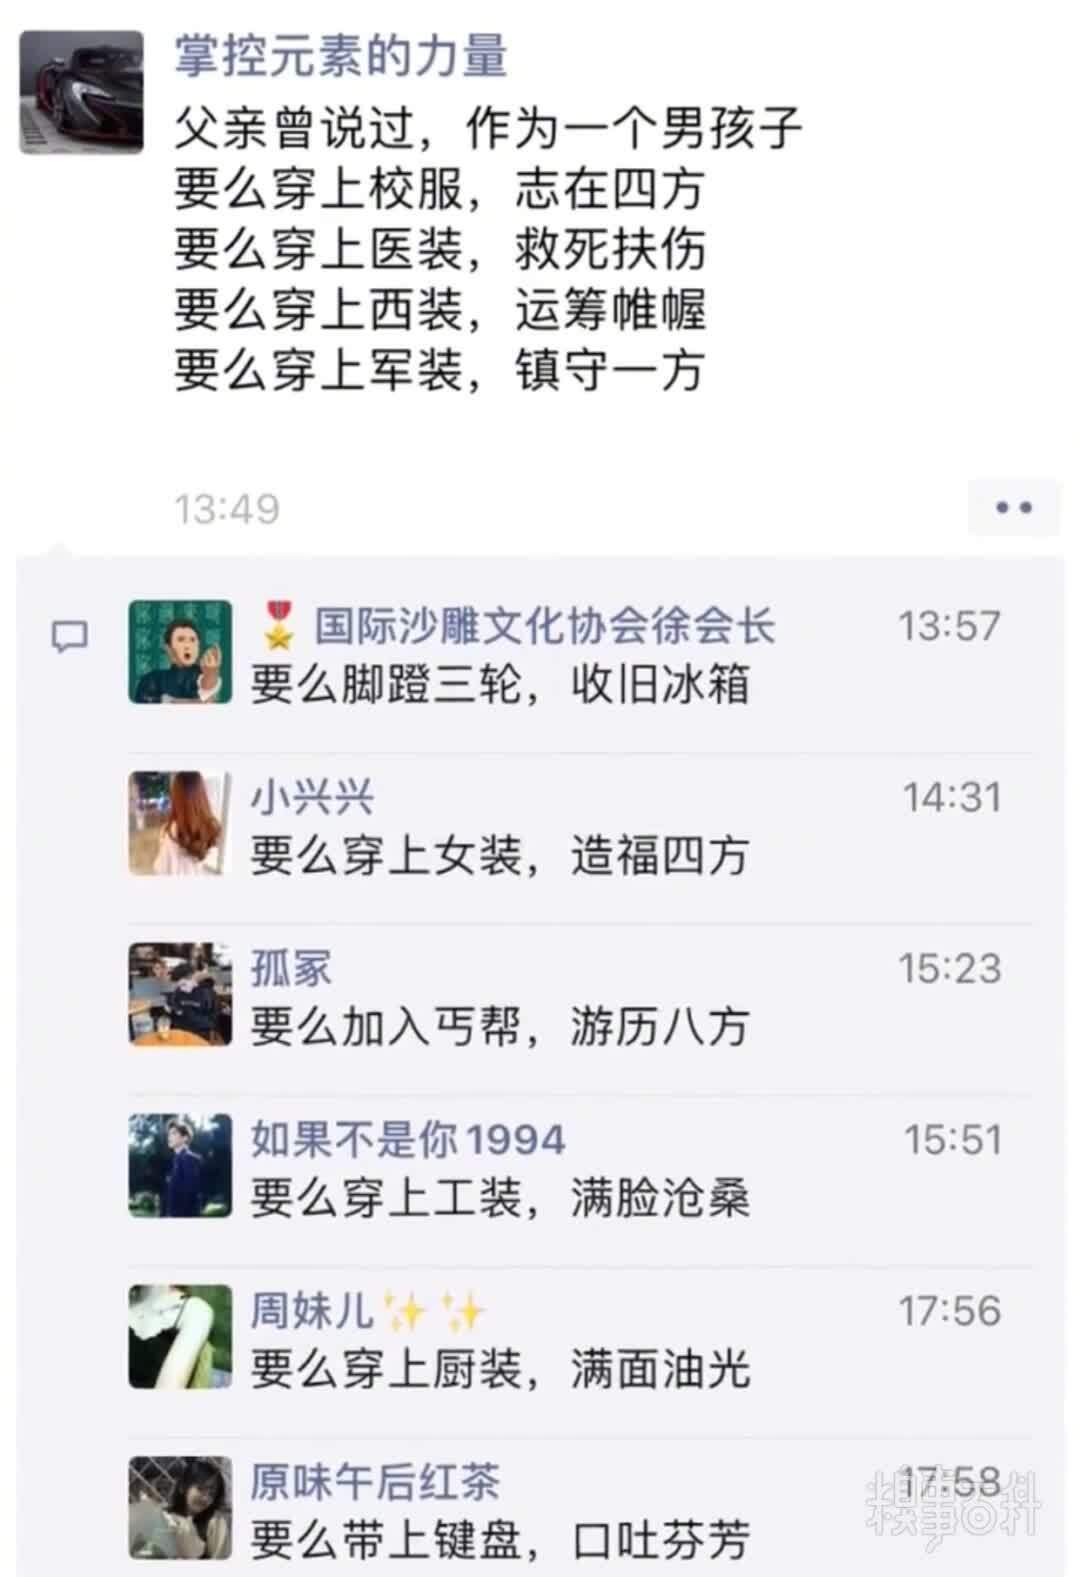 掌控元素的力量
父亲曾说过，作为一个男孩子
要么穿上校服，志在四方
要么穿上医装，救死扶伤
要么穿上西装，运筹帷幄
要么穿上军装，镇守一方
13:49
🎖️ 国际沙雕文化协会徐会长 13:57
要么脚蹬三轮，收旧冰箱
小兴兴 14:31
要么穿上女装，造福四方
孤冢 15:23
要么加入丐帮，游历八方
如果不是你1994 15:51
要么穿上工装，满脸沧桑
周妹儿✨✨ 17:56
要么穿上厨装，满面油光
原味午后红茶 17:58
要么带上键盘，口吐芬芳
糗事百科